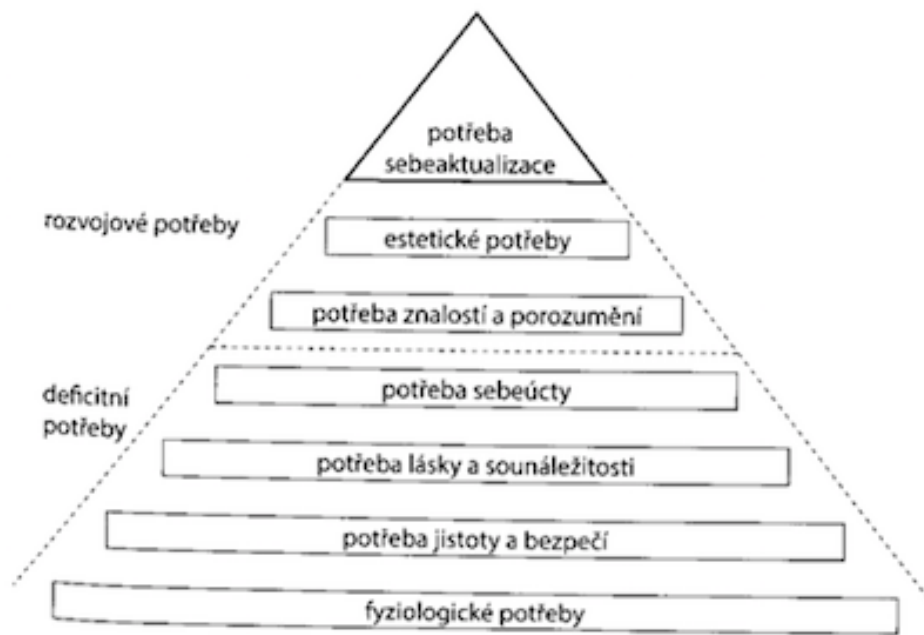 potřeba
sebeaktualizace
rozvojové potřeby
estetické potřeby
potřeba znalostí a porozumění
deficitní
potřeby
potřeba sebeúcty
potřeba lásky a sounáležitosti
potřeba jistoty a bezpečí
fyziologické potřeby